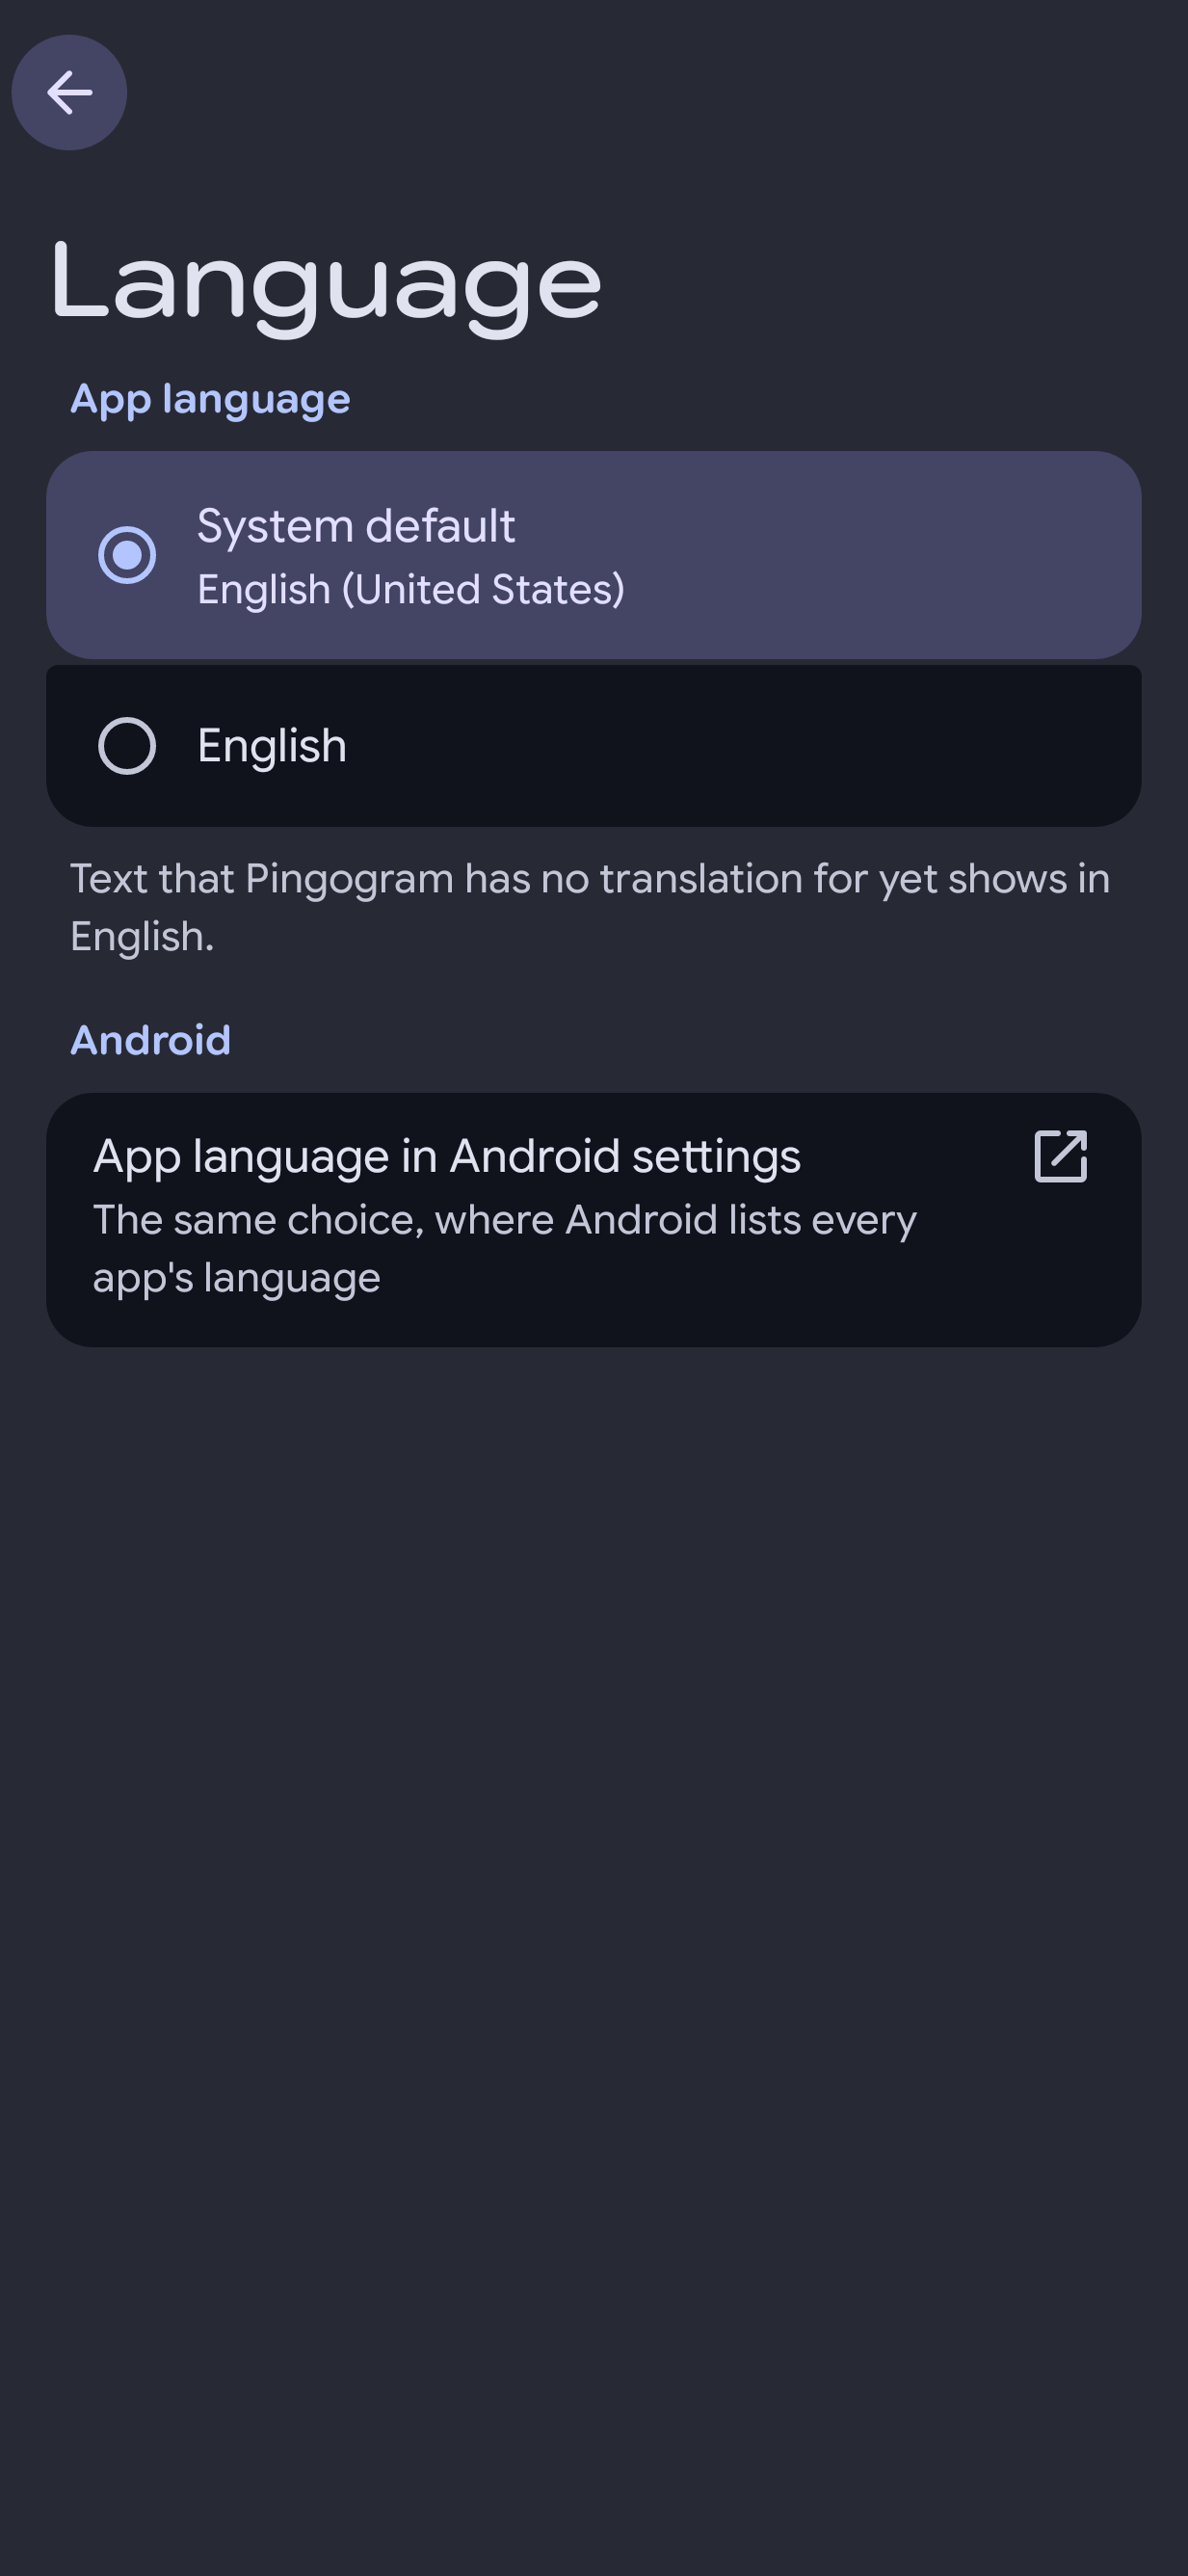 Language
App language
System default
English (United States)
English
Text that Pingogram has no translation for yet shows in
English.
Android
App language in Android settings
The same choice, where Android lists every
app's language